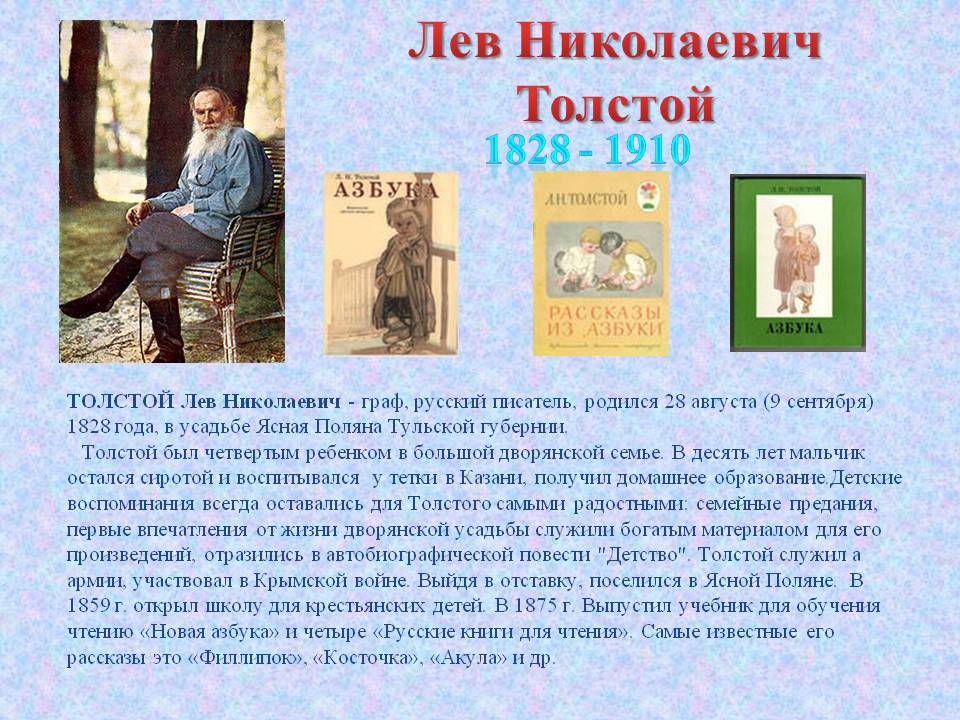 Лев Николаевич
Толстой
1828 - 1910
Л. Н. Толстой
АЗБУКА
Л.Н.ТОЛСТОЙ
РАССКАЗЫ
ИЗ АЗБУКИ
Л.Н. ТОЛСТОЙ
АЗБУКА
ТОЛСТОЙ Лев Николаевич - граф, русский писатель, родился 28 августа (9 сентября)
1828 года, в усадьбе Ясная Поляна Тульской губернии.
Толстой был четвертым ребенком в большой дворянской семье. В десять лет мальчик
остался сиротой и воспитывался у тетки в Казани, получил домашнее образование.Детские
воспоминания всегда оставались для Толстого самыми радостными: семейные предания,
первые впечатления от жизни дворянской усадьбы служили богатым материалом для его
произведений, отразились в автобиографической повести "Детство". Толстой служил а
армии, участвовал в Крымской войне. Выйдя в отставку, поселился в Ясной Поляне. В
1859 г. открыл школу для крестьянских детей. В 1875 г. Выпустил учебник для обучения
чтению «Новая азбука» и четыре «Русские книги для чтения». Самые известные его
рассказы это «Филлипок», «Косточка», «Акула» и др.